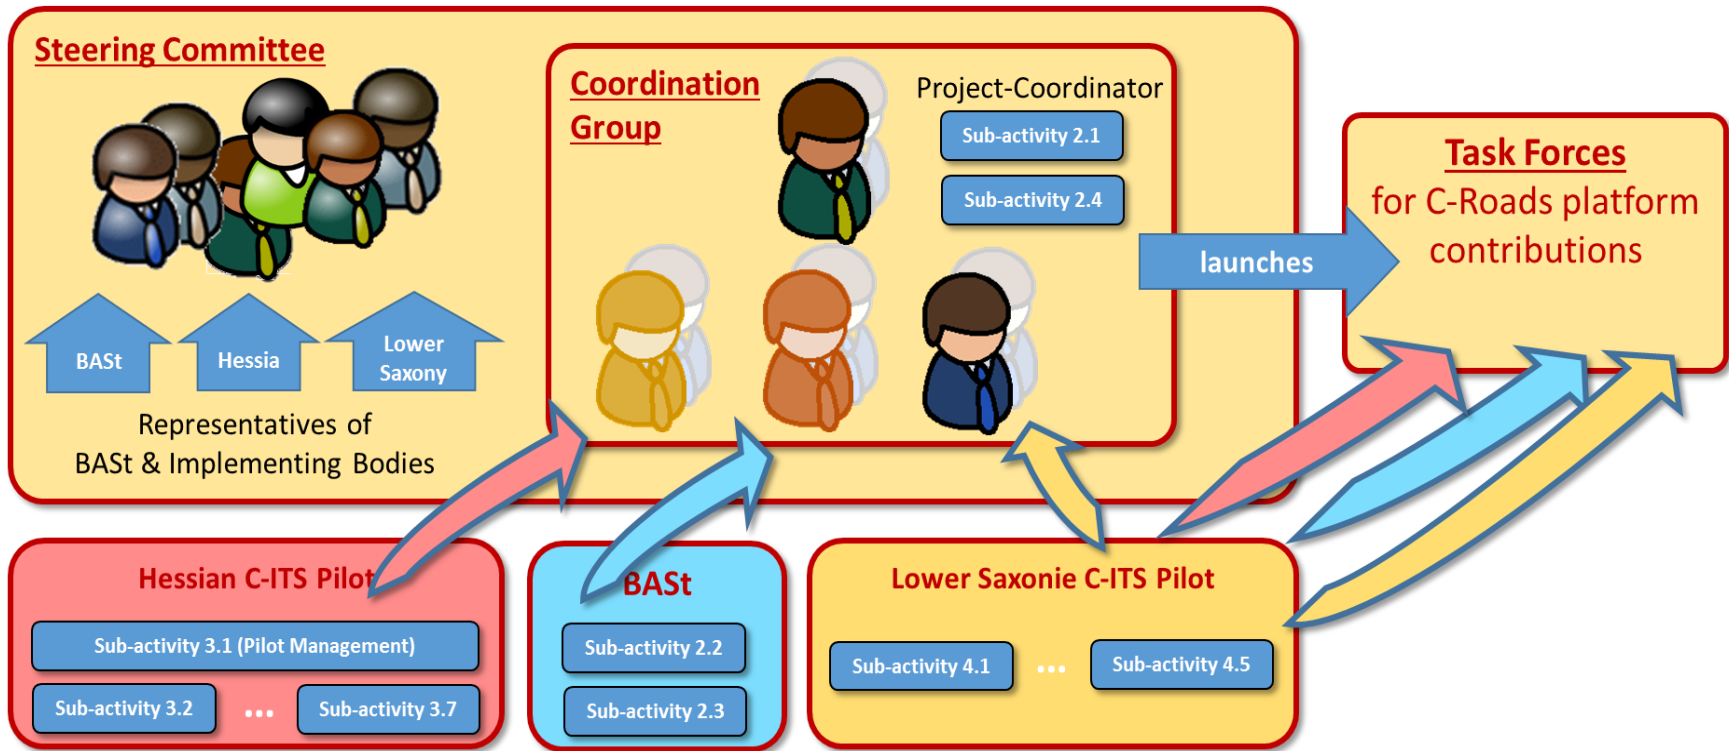 Steering Committee
BASt
Hessia
Lower
Saxony
Representatives of
BASt & Implementing Bodies
Coordination
Group
Project-Coordinator
Sub-activity 2.1
Sub-activity 2.4
launches
Task Forces
for C-Roads platform
contributions
Hessian C-ITS Pilot
Sub-activity 3.1 (Pilot Management)
Sub-activity 3.2
...
Sub-activity 3.7
BASt
Sub-activity 2.2
Sub-activity 2.3
Lower Saxonie C-ITS Pilot
Sub-activity 4.1
...
Sub-activity 4.5